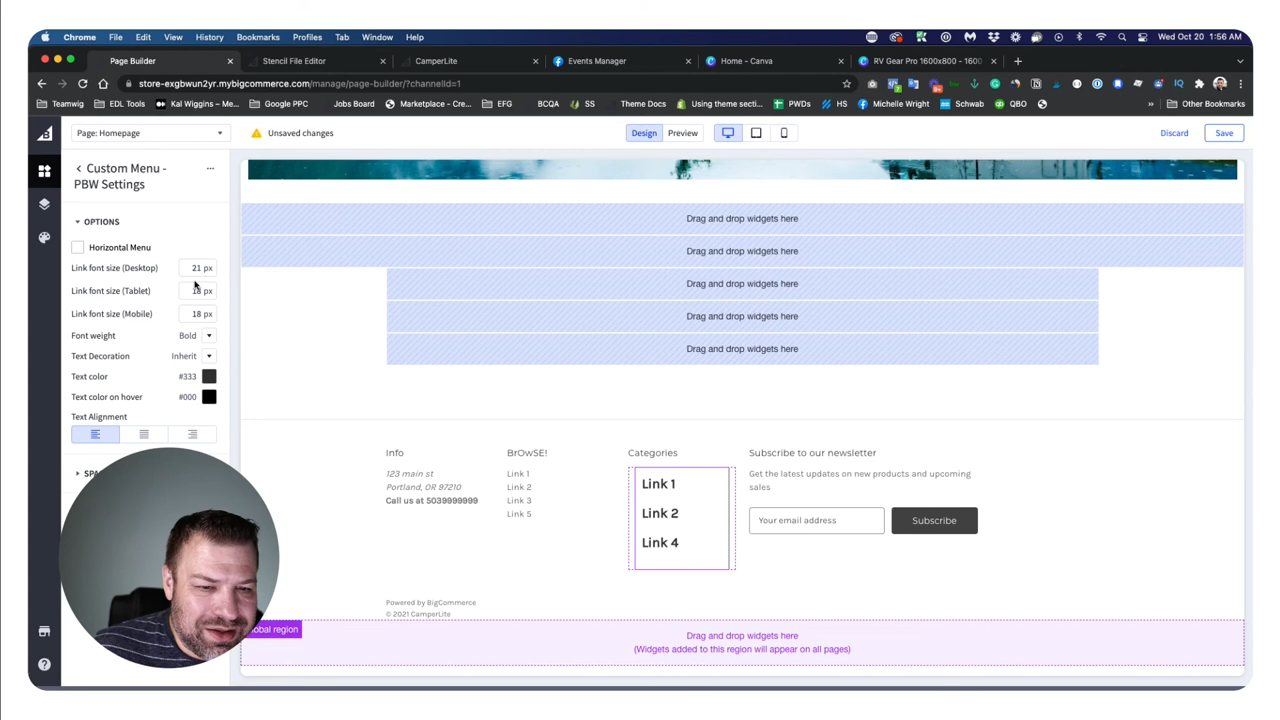 Chrome File Edit View History Bookmarks Profiles Tab Window Help Wed Oct 20 1:56 AM
Page Builder Stencil File Editor CamperLite Events Manager Home - Canva RV Gear Pro 1600x800 - 1600
store-exgbwun2yr.mybigcommerce.com/manage/page-builder/?channelId=1
Teamwig EDL Tools Kal Wiggins – Me... Google PPC Jobs Board Marketplace - Cre... EFG BCQA SS Theme Docs Using theme secti... PWDs HS Michelle Wright Schwab QBO Other Bookmarks
Page: Homepage Unsaved changes Design Preview Discard Save
Custom Menu -
PBW Settings
OPTIONS
Horizontal Menu
Link font size (Desktop) 21 px
Link font size (Tablet) 18 px
Link font size (Mobile) 18 px
Font weight Bold
Text Decoration Inherit
Text color #333
Text color on hover #000
Text Alignment
Drag and drop widgets here
Drag and drop widgets here
Drag and drop widgets here
Drag and drop widgets here
Drag and drop widgets here
Info
123 main st
Portland, OR 97210
Call us at 5039999999
BrOwSE!
Link 1
Link 2
Link 3
Link 5
Categories
Link 1
Link 2
Link 4
Subscribe to our newsletter
Get the latest updates on new products and upcoming
sales
Your email address Subscribe
Powered by BigCommerce
© 2021 CamperLite
region
Drag and drop widgets here
(Widgets added to this region will appear on all pages)